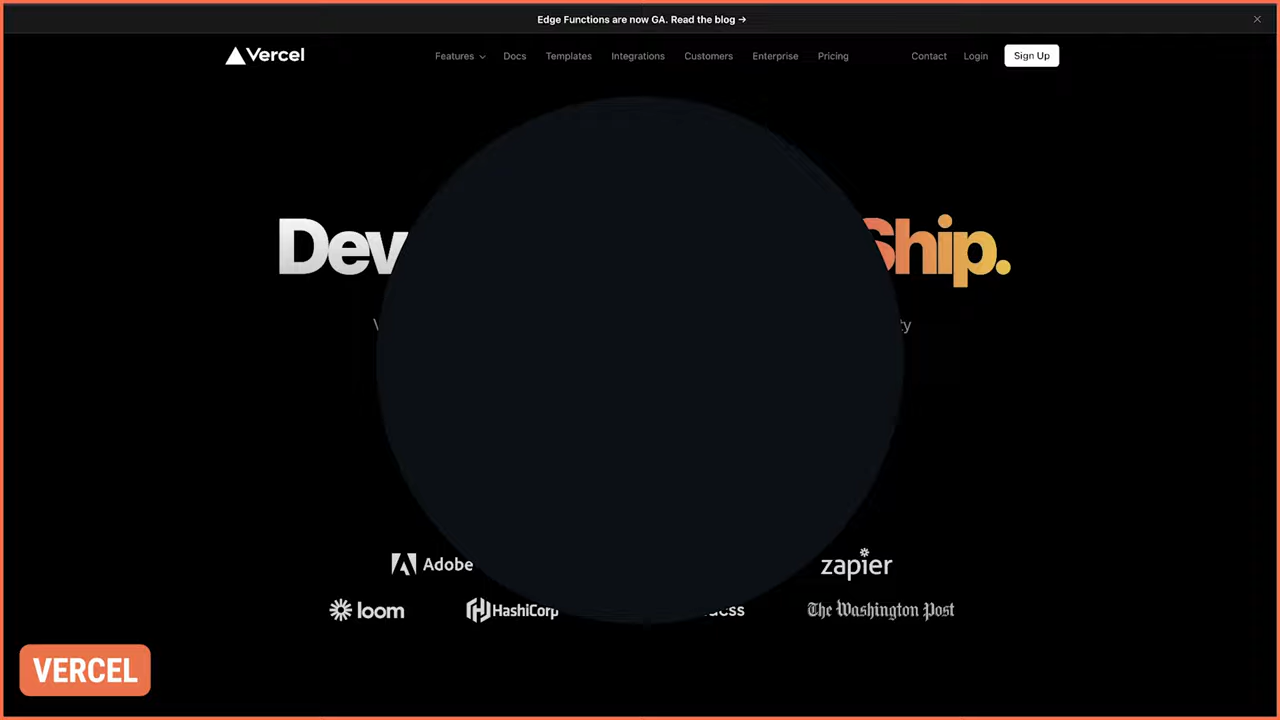 Edge Functions are now GA. Read the blog →
Vercel
Features
Docs
Templates
Integrations
Customers
Enterprise
Pricing
Contact
Login
Sign Up
Dev
Ship.
Adobe
zapier
loom
HashiCorp
The Washington Post
VERCEL